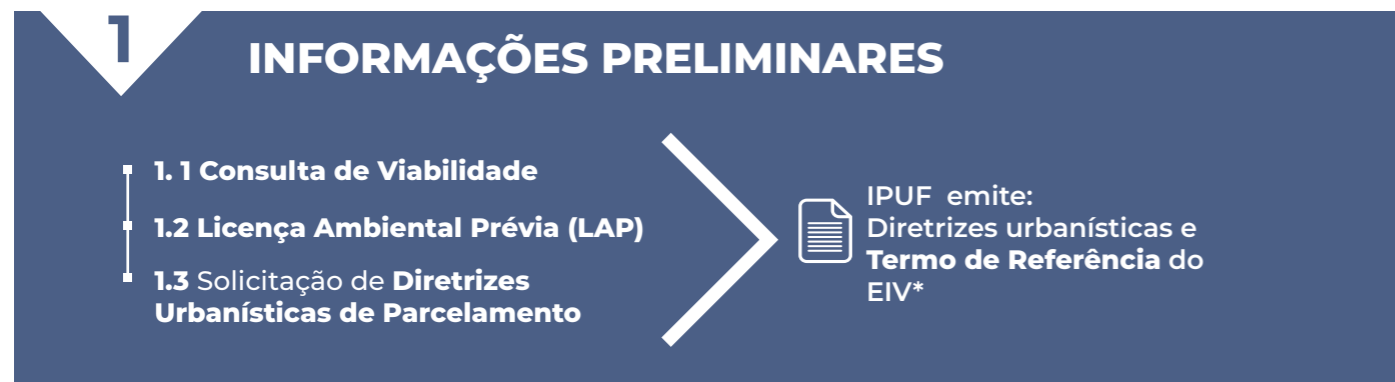 1
INFORMAÇÕES PRELIMINARES
1. 1 Consulta de Viabilidade
1.2 Licença Ambiental Prévia (LAP)
1.3 Solicitação de Diretrizes
Urbanísticas de Parcelamento
IPUF emite:
Diretrizes urbanísticas e
Termo de Referência do
EIV*